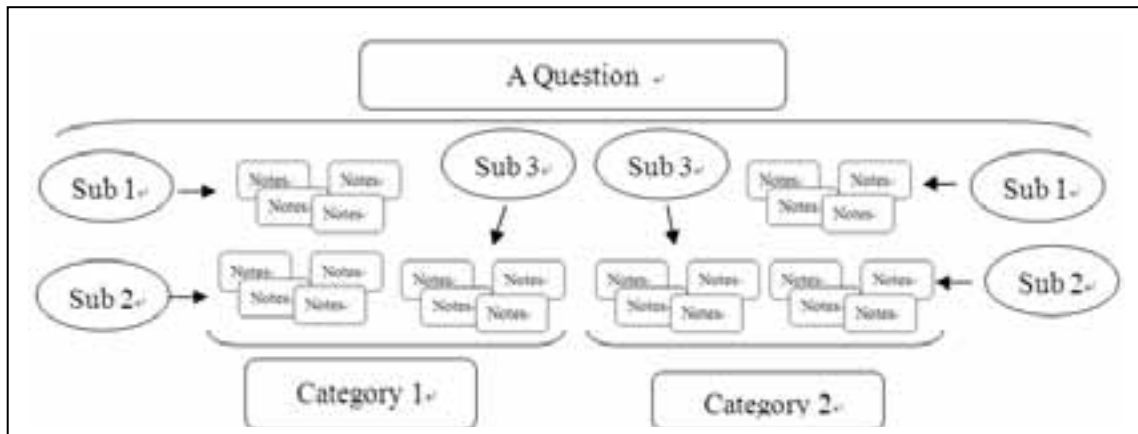 A Question
Sub 3 Sub 3
Sub 1 Notes Notes Notes Notes Notes Notes Notes Notes Sub 1
Sub 2 Notes Notes Notes Notes Notes Notes Notes Notes Notes Notes Notes Notes Notes Notes Notes Notes Sub 2
Category 1 Category 2